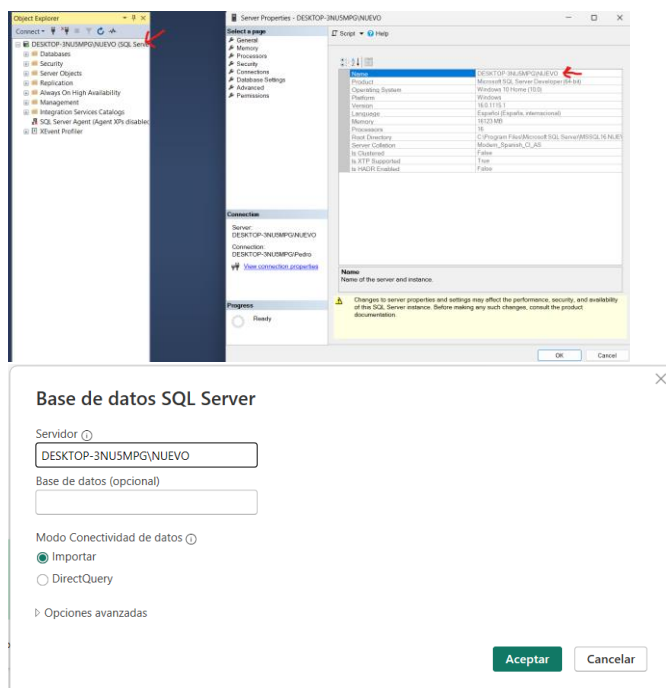 Object Explorer
Connect
DESKTOP-3NU5MPG\NUEVO (SQL Serv
Databases
Security
Server Objects
Replication
Always On High Availability
Management
Integration Services Catalogs
SQL Server Agent (Agent XPs disabled
XEvent Profiler
Server Properties - DESKTOP-3NU5MPG\NUEVO
Select a page
General
Memory
Processors
Security
Connections
Database Settings
Advanced
Permissions
Script Help
Name DESKTOP-3NU5MPG\NUEVO
Product Microsoft SQL Server Developer (64-bit)
Operating System Windows 10 Home (10.0)
Platform Windows
Version 16.0.1115.1
Language Español (España, internacional)
Memory 16123 MB
Processors 16
Root Directory C:\Program Files\Microsoft SQL Server\MSSQL16.NUEV
Server Collation Modern_Spanish_CI_AS
Is Clustered False
Is XTP Supported True
Is HADR Enabled False
Connection
Server:
DESKTOP-3NU5MPG\NUEVO
Connection:
DESKTOP-3NU5MPG\Pedro
View connection properties
Name
Name of the server and instance.
Progress
Ready
Changes to server properties and settings may affect the performance, security, and availability
of this SQL Server instance. Before making any such changes, consult the product
documentation.
OK Cancel
Base de datos SQL Server
Servidor
DESKTOP-3NU5MPG\NUEVO
Base de datos (opcional)
Modo Conectividad de datos
Importar
DirectQuery
Opciones avanzadas
Aceptar Cancelar